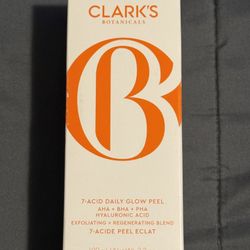 CLARK'S
BOTANICALS
CB
7-ACID DAILY GLOW PEEL
AHA + BHA + PHA
HYALURONIC ACID
EXFOLIATING + REGENERATING BLEND
7-ACIDE PEEL ECLAT